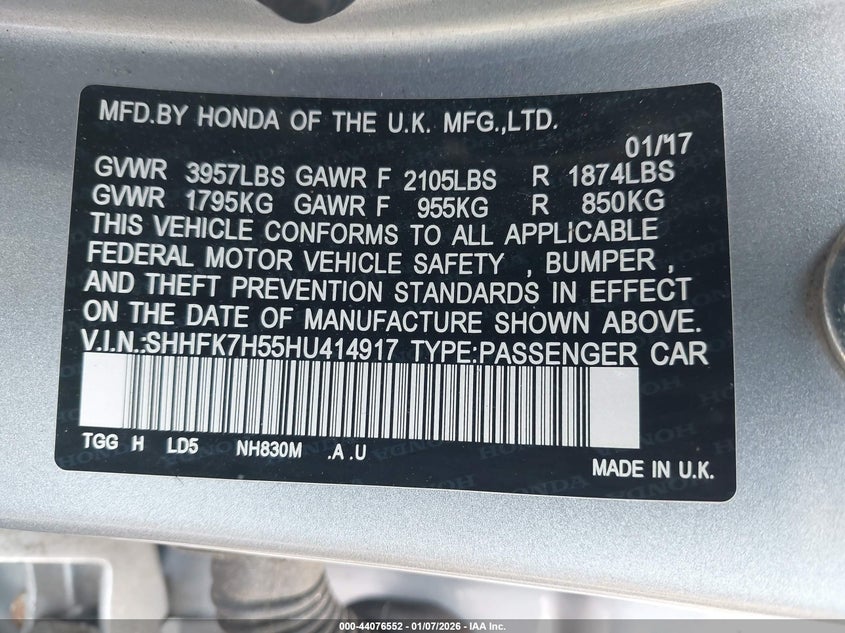 MFD.BY HONDA OF THE U.K. MFG.,LTD.
01/17
GVWR 3957LBS GAWR F 2105LBS R 1874LBS
GVWR 1795KG GAWR F 955KG R 850KG
THIS VEHICLE CONFORMS TO ALL APPLICABLE
FEDERAL MOTOR VEHICLE SAFETY , BUMPER ,
AND THEFT PREVENTION STANDARDS IN EFFECT
ON THE DATE OF MANUFACTURE SHOWN ABOVE.
V.I.N.:SHHFK7H55HU414917 TYPE:PASSENGER CAR
TGG H LD5 NH830M .A .U
MADE IN U.K.
000-44076552 | 01/07/2026 | © IAA Inc.